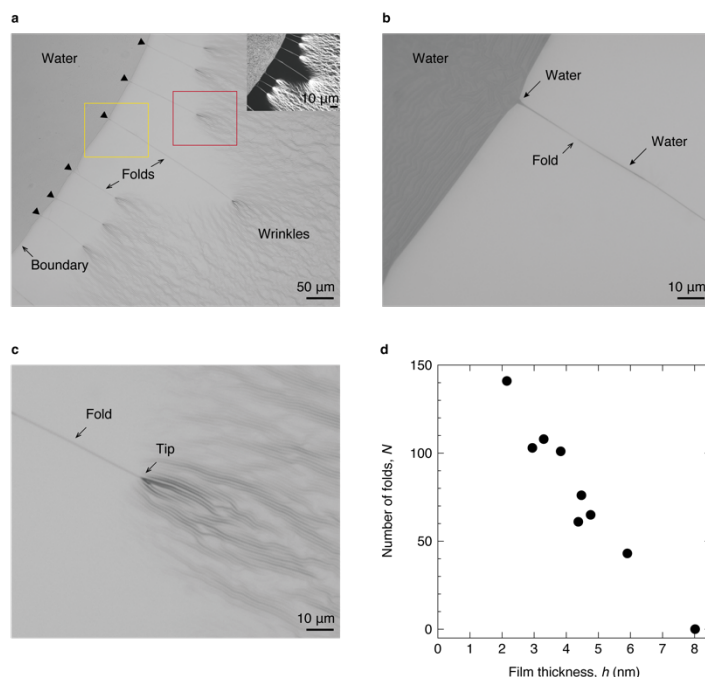 a
Water
Folds
Wrinkles
Boundary
10 µm
50 µm
b
Water
Water
Water
Fold
10 µm
c
Fold
Tip
10 µm
d
150
100
50
0
Number of folds, N
0 1 2 3 4 5 6 7 8
Film thickness, h (nm)